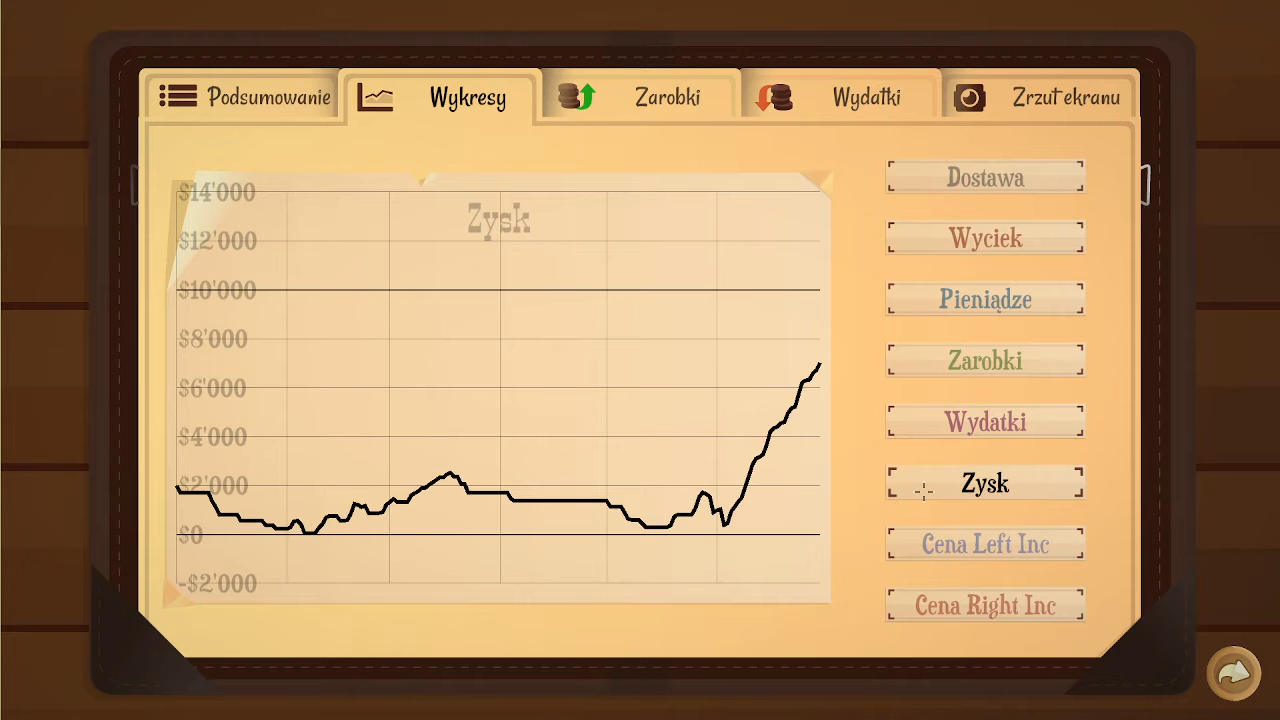 Podsumowanie
Wykresy
Zarobki
Wydatki
Zrzut ekranu
Zysk
$14'000
$12'000
$10'000
$8'000
$6'000
$4'000
$2'000
$0
-$2'000
Dostawa
Wyciek
Pieniądze
Zarobki
Wydatki
Zysk
Cena Left Inc
Cena Right Inc